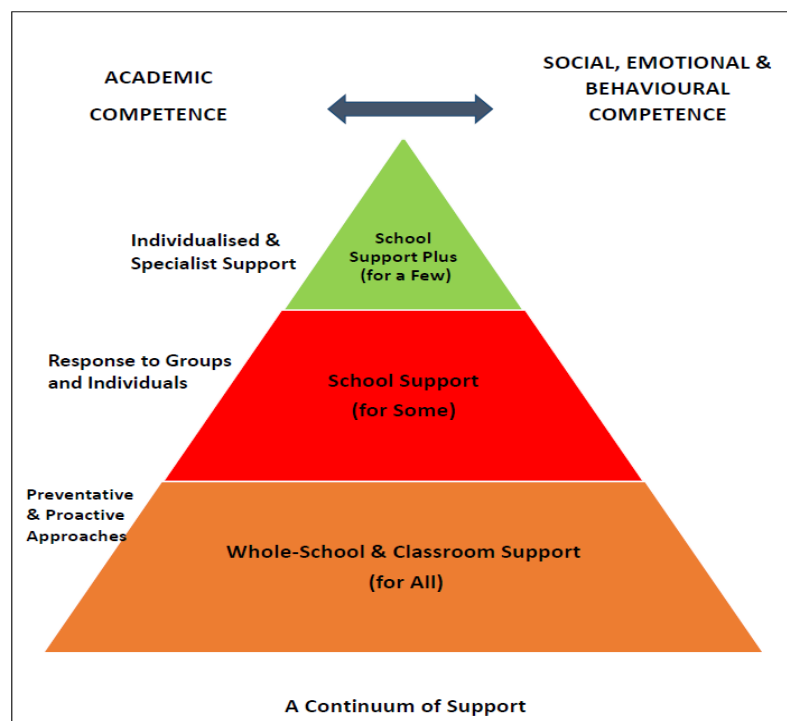 ACADEMIC
COMPETENCE
SOCIAL, EMOTIONAL &
BEHAVIOURAL
COMPETENCE
Individualised &
Specialist Support
School
Support Plus
(for a Few)
Response to Groups
and Individuals
School Support
(for Some)
Preventative
& Proactive
Approaches
Whole-School & Classroom Support
(for All)
A Continuum of Support